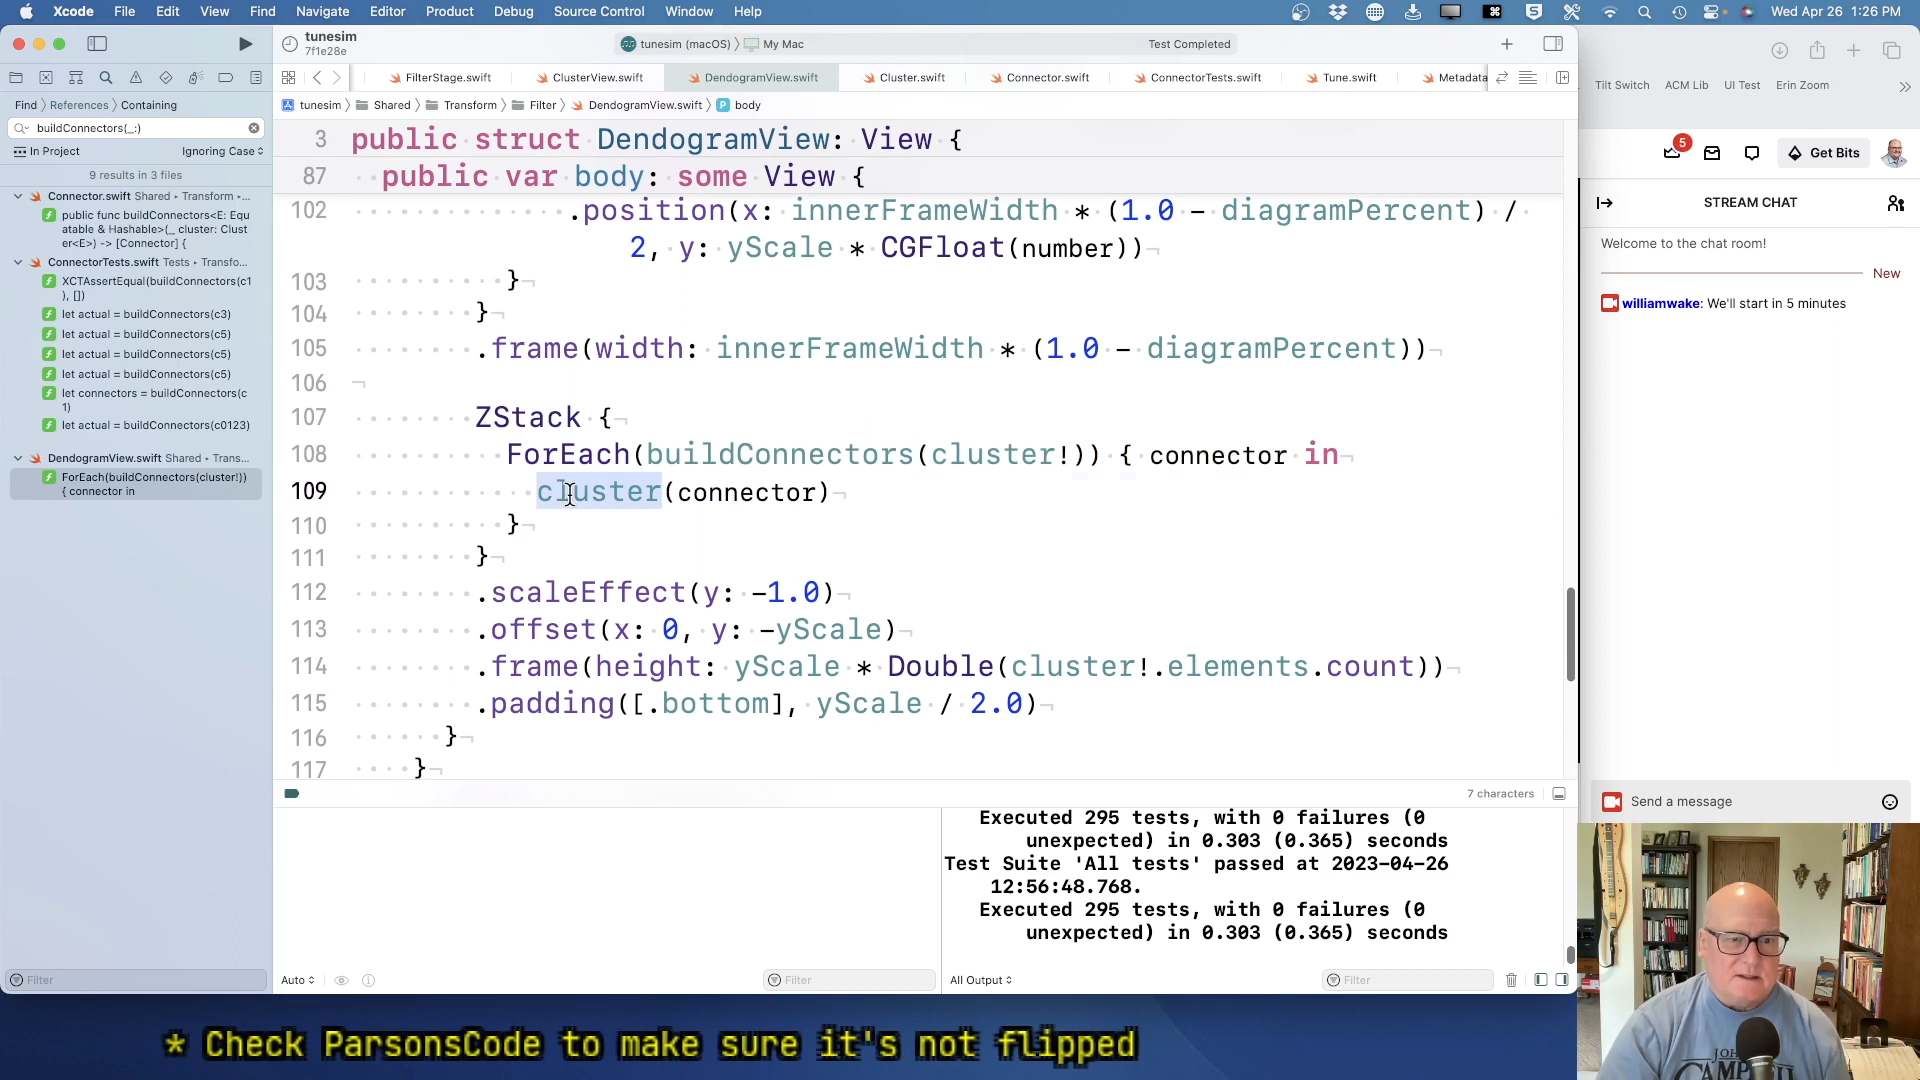 Xcode File Edit View Find Navigate Editor Product Debug Source Control Window Help Wed Apr 26 1:26 PM
tunesim
7f1e28e
tunesim (macOS) My Mac Test Completed
FilterStage.swift ClusterView.swift DendogramView.swift Cluster.swift Connector.swift ConnectorTests.swift Tune.swift Metadata
tunesim Shared Transform Filter DendogramView.swift P body
Find References Containing
buildConnectors(_:)
In Project Ignoring Case
9 results in 3 files
Connector.swift Shared ▸ Transform ▸...
public func buildConnectors<E: Equ
atable & Hashable>(_ cluster: Clust
er<E>) -> [Connector] {
ConnectorTests.swift Tests ▸ Transfo...
XCTAssertEqual(buildConnectors(c1
), [])
let actual = buildConnectors(c3)
let actual = buildConnectors(c5)
let actual = buildConnectors(c5)
let actual = buildConnectors(c5)
let connectors = buildConnectors(c
1)
let actual = buildConnectors(c0123)
DendogramView.swift Shared ▸ Trans...
ForEach(buildConnectors(cluster!))
{ connector in
Filter
3 public struct DendogramView: View {
87 public var body: some View {
102 .position(x: innerFrameWidth * (1.0 - diagramPercent) /
2, y: yScale * CGFloat(number))
103 }
104 }
105 .frame(width: innerFrameWidth * (1.0 - diagramPercent))
106
107 ZStack {
108 ForEach(buildConnectors(cluster!)) { connector in
109 cluster(connector)
110 }
111 }
112 .scaleEffect(y: -1.0)
113 .offset(x: 0, y: -yScale)
114 .frame(height: yScale * Double(cluster!.elements.count))
115 .padding([.bottom], yScale / 2.0)
116 }
117 }
7 characters
Executed 295 tests, with 0 failures (0
unexpected) in 0.303 (0.365) seconds
Test Suite 'All tests' passed at 2023-04-26
12:56:48.768.
Executed 295 tests, with 0 failures (0
unexpected) in 0.303 (0.365) seconds
Auto Filter All Output Filter
Tilt Switch ACM Lib UI Test Erin Zoom
5
Get Bits
STREAM CHAT
Welcome to the chat room!
New
williamwake: We'll start in 5 minutes
Send a message
* Check ParsonsCode to make sure it's not flipped